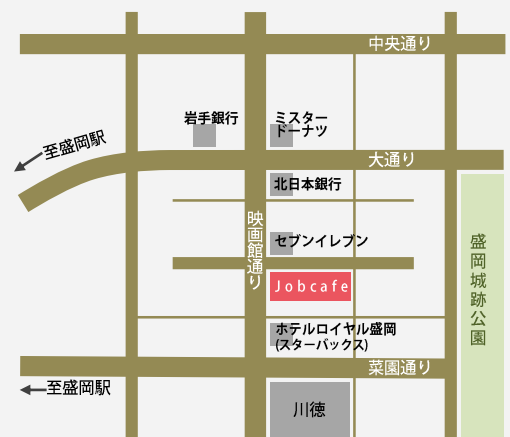 中央通り
岩手銀行
ミスター
ドーナツ
至盛岡駅
大通り
北日本銀行
映画館通り
セブンイレブン
盛岡城跡公園
Jobcafe
ホテルロイヤル盛岡
(スターバックス)
菜園通り
至盛岡駅
川徳